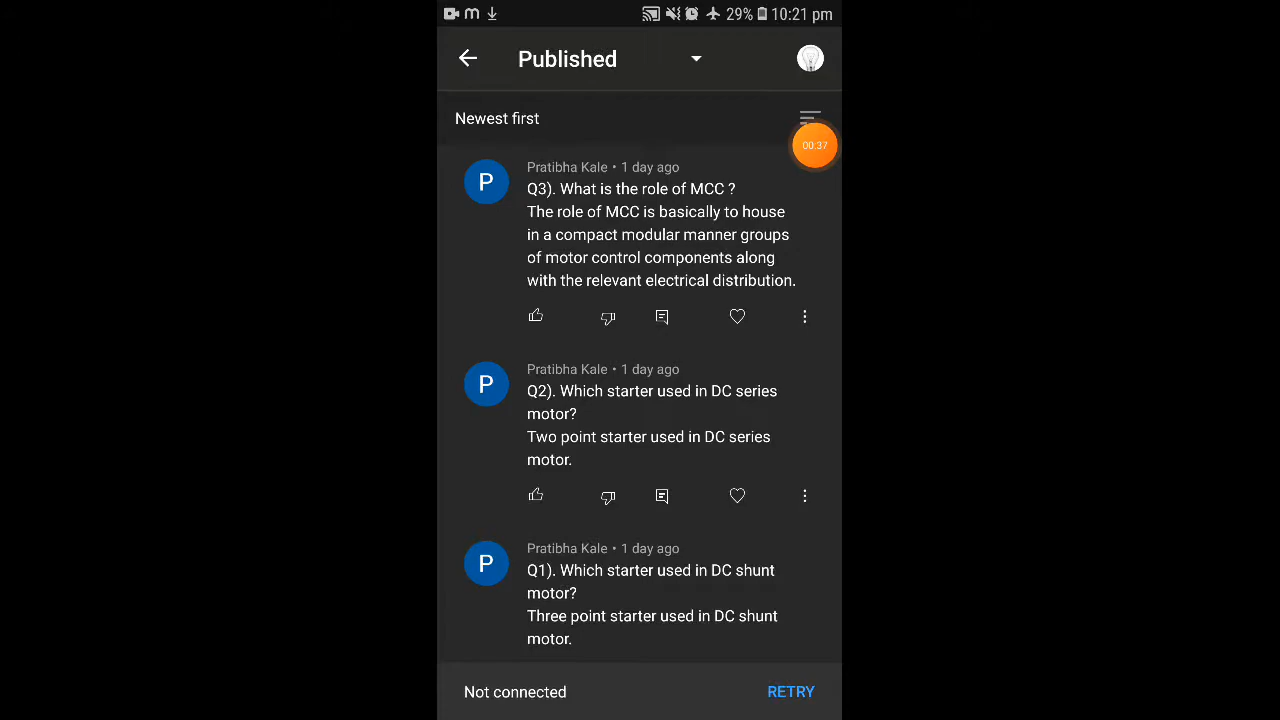 m 29% 10:21 pm
Published
Newest first
00:37
P
Pratibha Kale • 1 day ago
Q3). What is the role of MCC ?
The role of MCC is basically to house
in a compact modular manner groups
of motor control components along
with the relevant electrical distribution.
P
Pratibha Kale • 1 day ago
Q2). Which starter used in DC series
motor?
Two point starter used in DC series
motor.
P
Pratibha Kale • 1 day ago
Q1). Which starter used in DC shunt
motor?
Three point starter used in DC shunt
motor.
Not connected RETRY